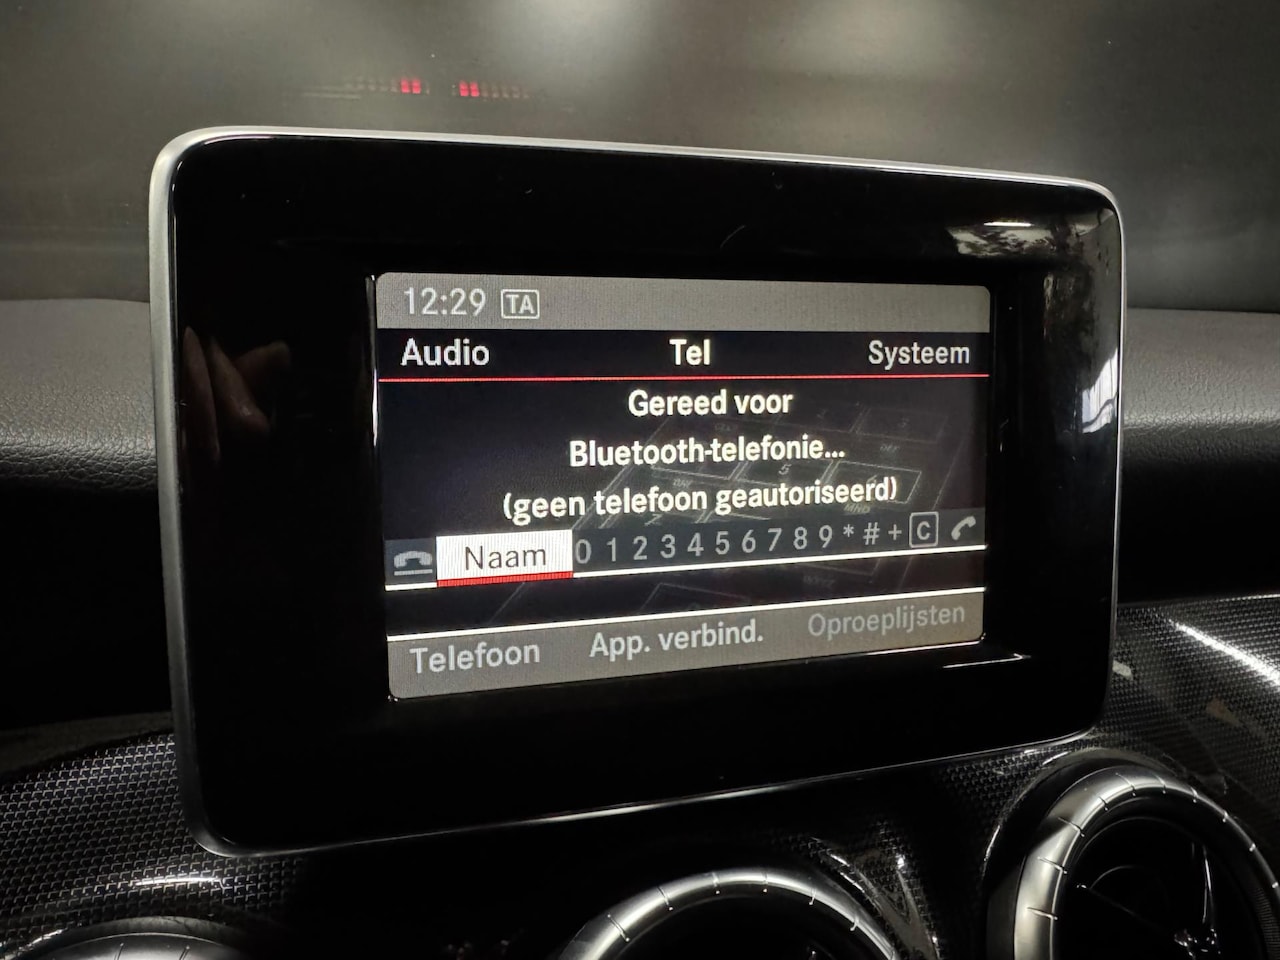 12:29 TA
Audio Tel Systeem
Gereed voor
Bluetooth-telefonie...
(geen telefoon geautoriseerd)
Naam 0 1 2 3 4 5 6 7 8 9 * # + C
Telefoon App. verbind. Oproeplijsten